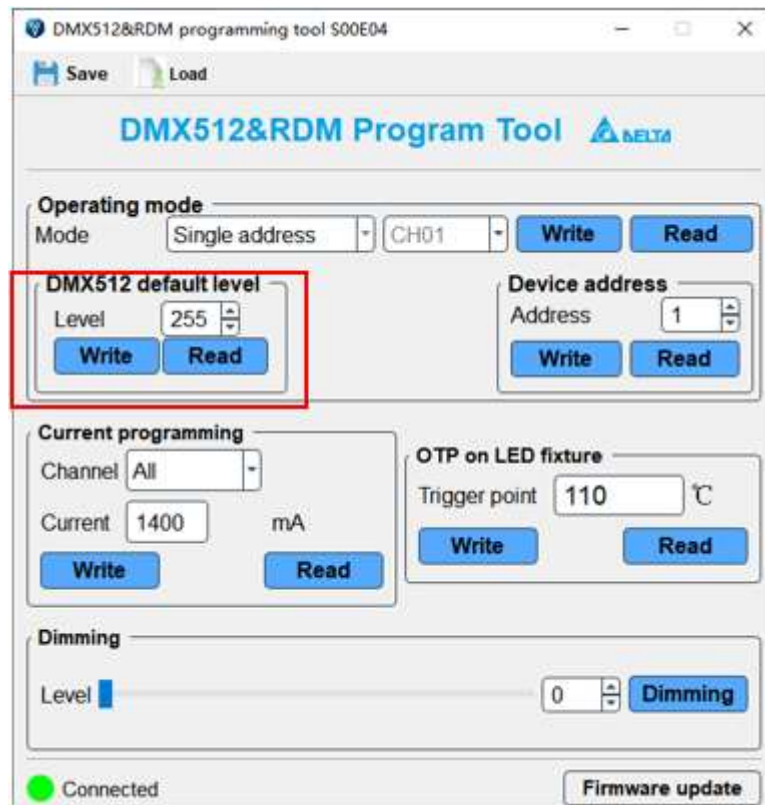 DMX512&RDM programming tool S00E04
Save Load
DMX512&RDM Program Tool DELTA
Operating mode
Mode Single address CH01 Write Read
DMX512 default level
Level 255
Write Read
Device address
Address 1
Write Read
Current programming
Channel All
Current 1400 mA
Write Read
OTP on LED fixture
Trigger point 110 ℃
Write Read
Dimming
Level 0 Dimming
Connected Firmware update